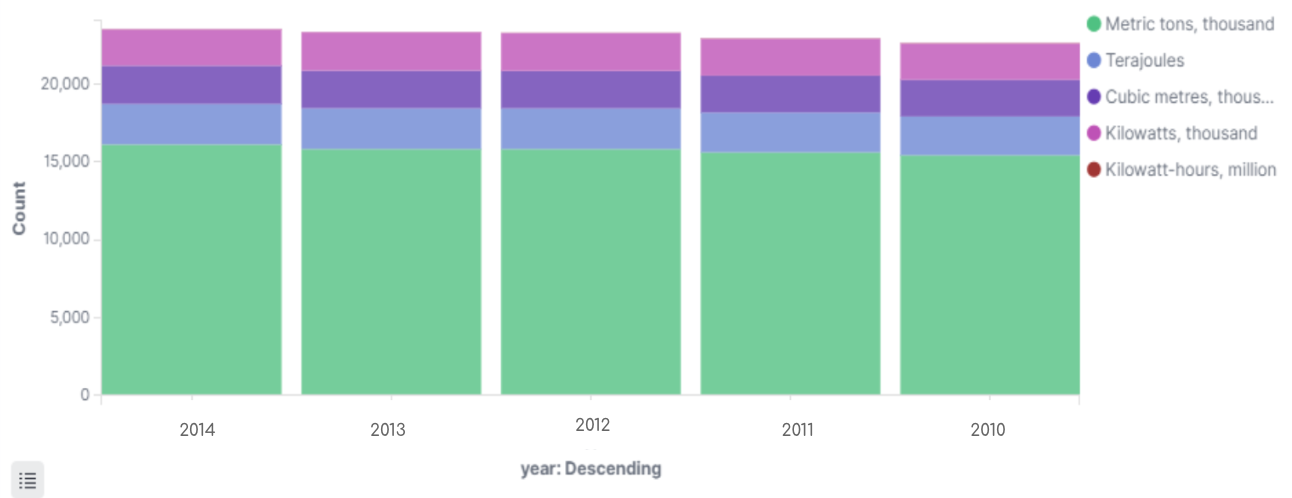 Metric tons, thousand
Terajoules
Cubic metres, thous...
Kilowatts, thousand
Kilowatt-hours, million
Count
20,000
15,000
10,000
5,000
0
2014 2013 2012 2011 2010
year: Descending